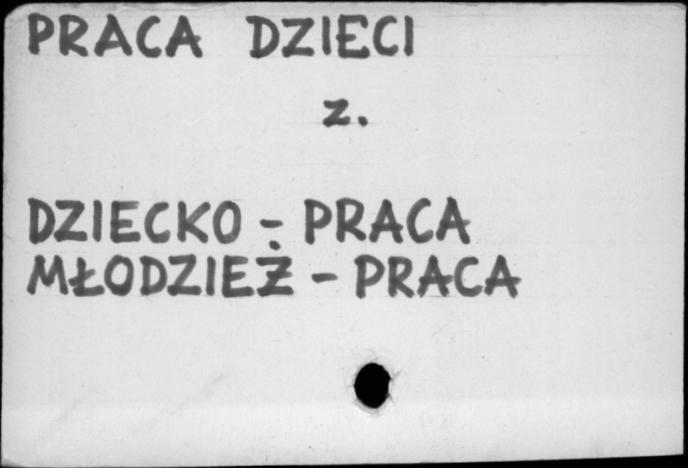 PRACA DZIECI
z.
DZIECKO - PRACA
MŁODZIEŻ - PRACA